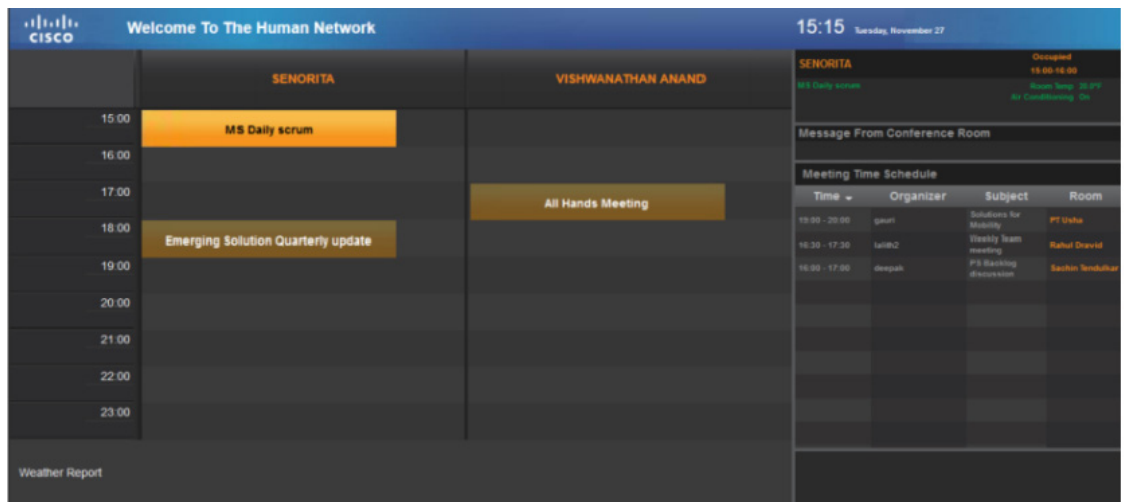 CISCO
Welcome To The Human Network
15:15 Tuesday, November 27
SENORITA
VISHWANATHAN ANAND
15:00
16:00
17:00
18:00
19:00
20:00
21:00
22:00
23:00
MS Daily scrum
Emerging Solution Quarterly update
All Hands Meeting
Weather Report
SENORITA
Occupied
15:00-16:00
MS Daily scrum
Room Temp
Air Conditioning On
Message From Conference Room
Meeting Time Schedule
Time Organizer Subject Room
19:00 - 20:00 gauri Solutions for Mobility PT Usha
16:30 - 17:30 lalith2 Weekly Team meeting Rahul Dravid
16:00 - 17:00 deepak PS Backlog discussion Sachin Tendulkar